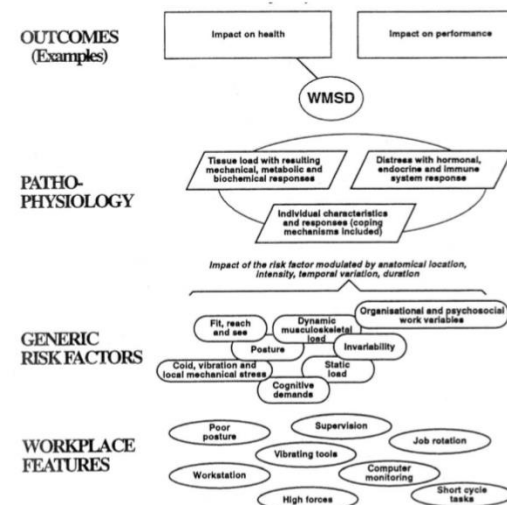 OUTCOMES
(Examples)
Impact on health
Impact on performance
WMSD
PATHO-
PHYSIOLOGY
Tissue load with resulting
mechanical, metabolic and
biochemical responses
Distress with hormonal,
endocrine and immune
system response
Individual characteristics
and responses (coping
mechanisms included)
Impact of the risk factor modulated by anatomical location,
intensity, temporal variation, duration
GENERIC
RISK FACTORS
Organisational and psychosocial
work variables
Fit, reach
and see
Dynamic
musculoskeletal
load
Posture
Invariability
Cold, vibration and
local mechanical stress
Static
load
Cognitive
demands
WORKPLACE
FEATURES
Poor
posture
Supervision
Job rotation
Vibrating tools
Workstation
Computer
monitoring
High forces
Short cycle
tasks